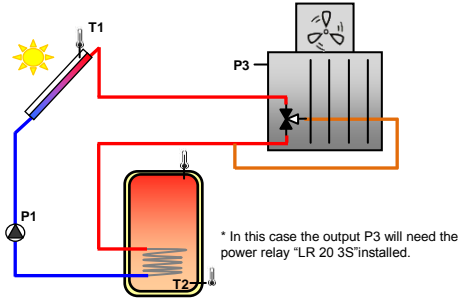 T1
P3
P1
* In this case the output P3 will need the
power relay “LR 20 3S”installed.
T2